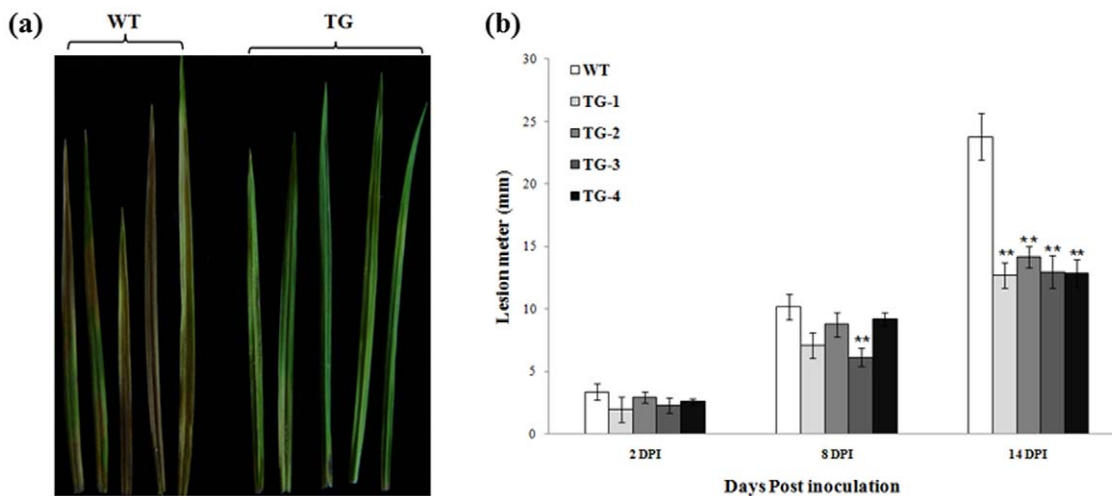 (a)
WT
TG
(b)
Lesion meter (mm)
30
25
20
15
10
5
0
WT
TG-1
TG-2
TG-3
TG-4
**
** ** ** **
2 DPI 8 DPI 14 DPI
Days Post inoculation